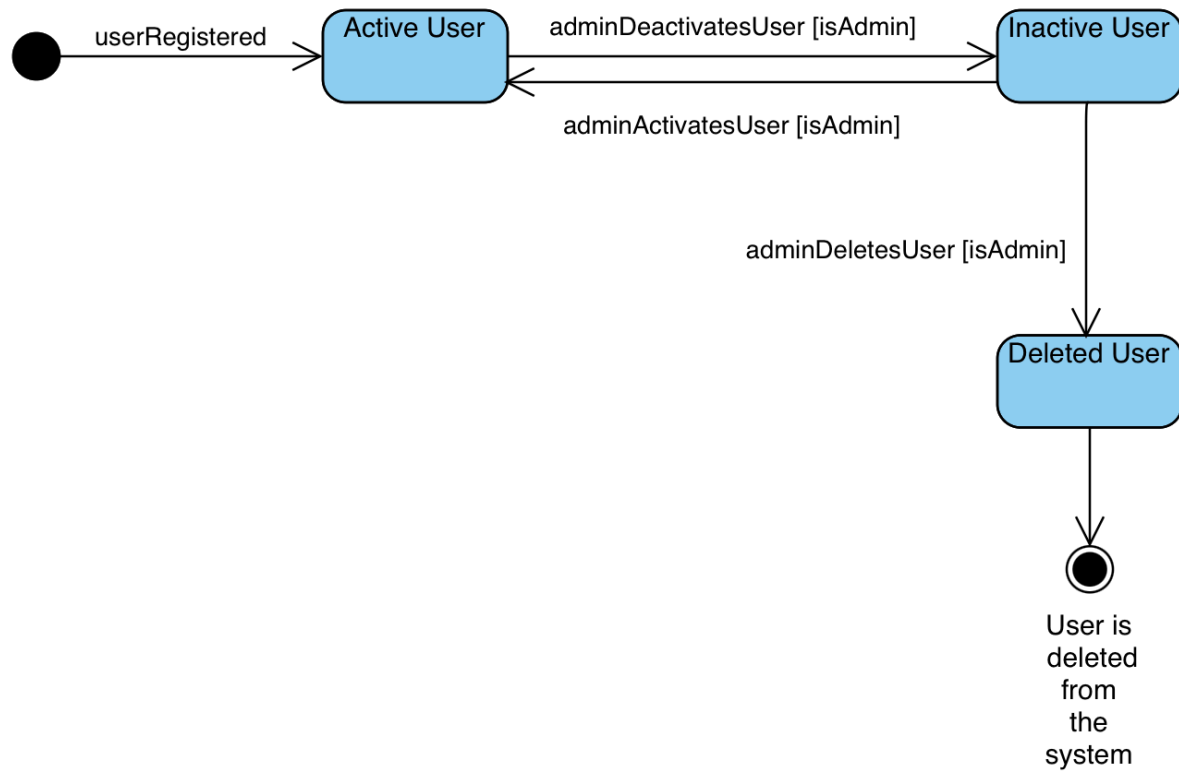 userRegistered
Active User
adminDeactivatesUser [isAdmin]
Inactive User
adminActivatesUser [isAdmin]
adminDeletesUser [isAdmin]
Deleted User
User is
deleted
from
the
system